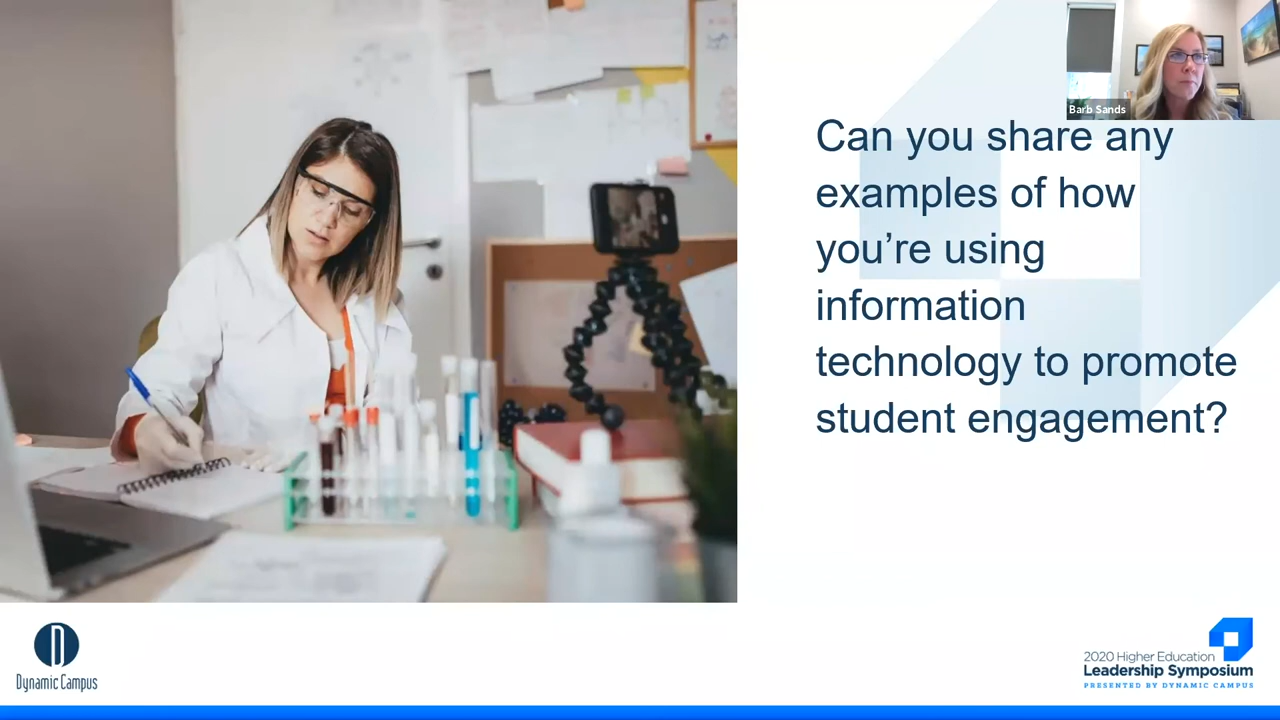 Barb Sands
Can you share any
examples of how
you’re using
information
technology to promote
student engagement?
Dynamic Campus
2020 Higher Education
Leadership Symposium
PRESENTED BY DYNAMIC CAMPUS